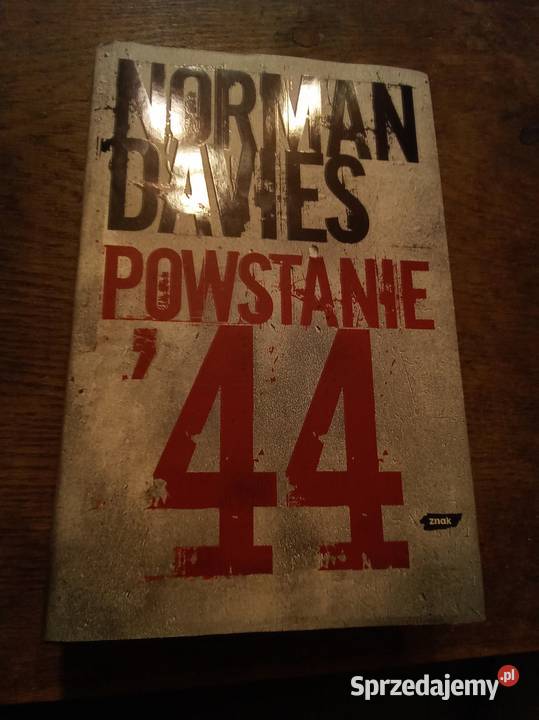 NORMAN
DAVIES
POWSTANIE
'44
znak
Sprzedajemy.pl